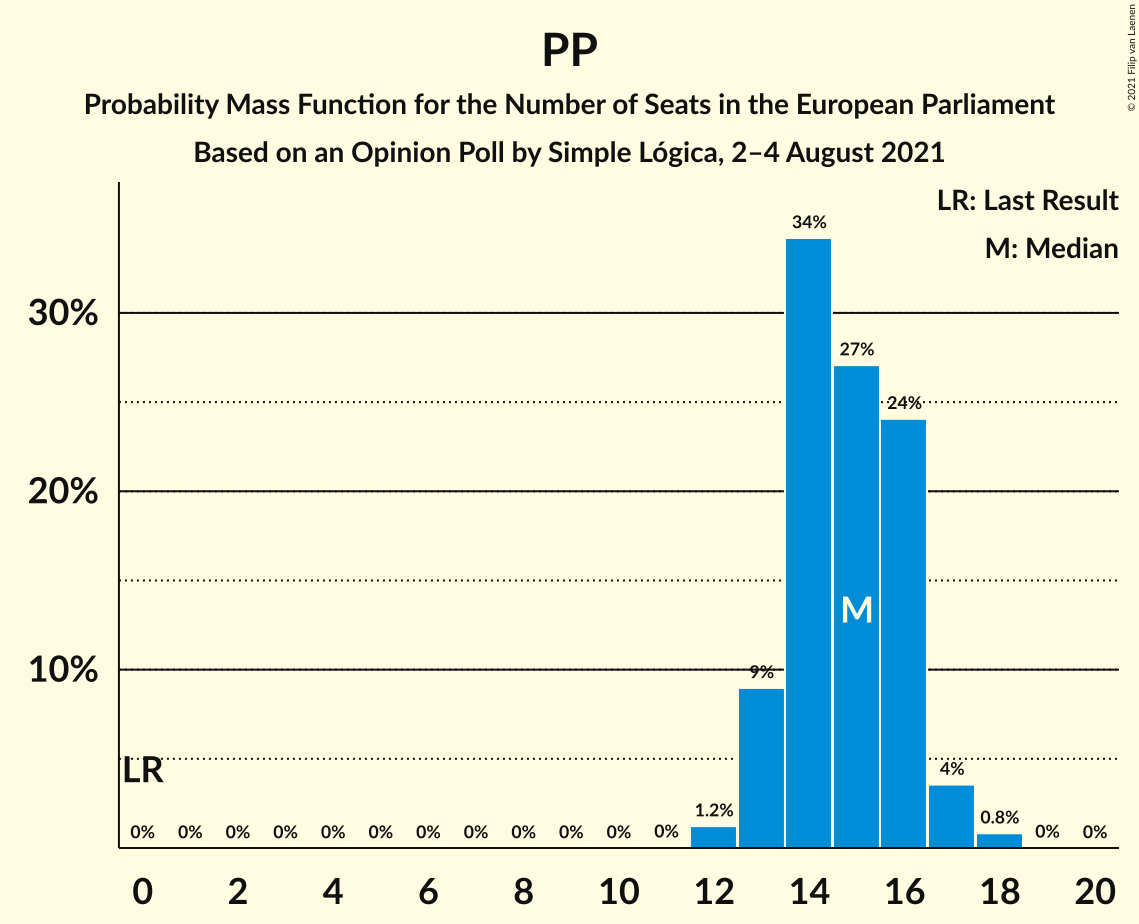 PP
Probability Mass Function for the Number of Seats in the European Parliament
Based on an Opinion Poll by Simple Lógica, 2–4 August 2021
© 2021 Filip van Laenen
LR: Last Result
M: Median
34%
30%
27%
24%
20%
M
10%
9%
LR
4%
0% 0% 0% 0% 0% 0% 0% 0% 0% 0% 0% 0% 1.2% 0.8% 0% 0%
0 2 4 6 8 10 12 14 16 18 20